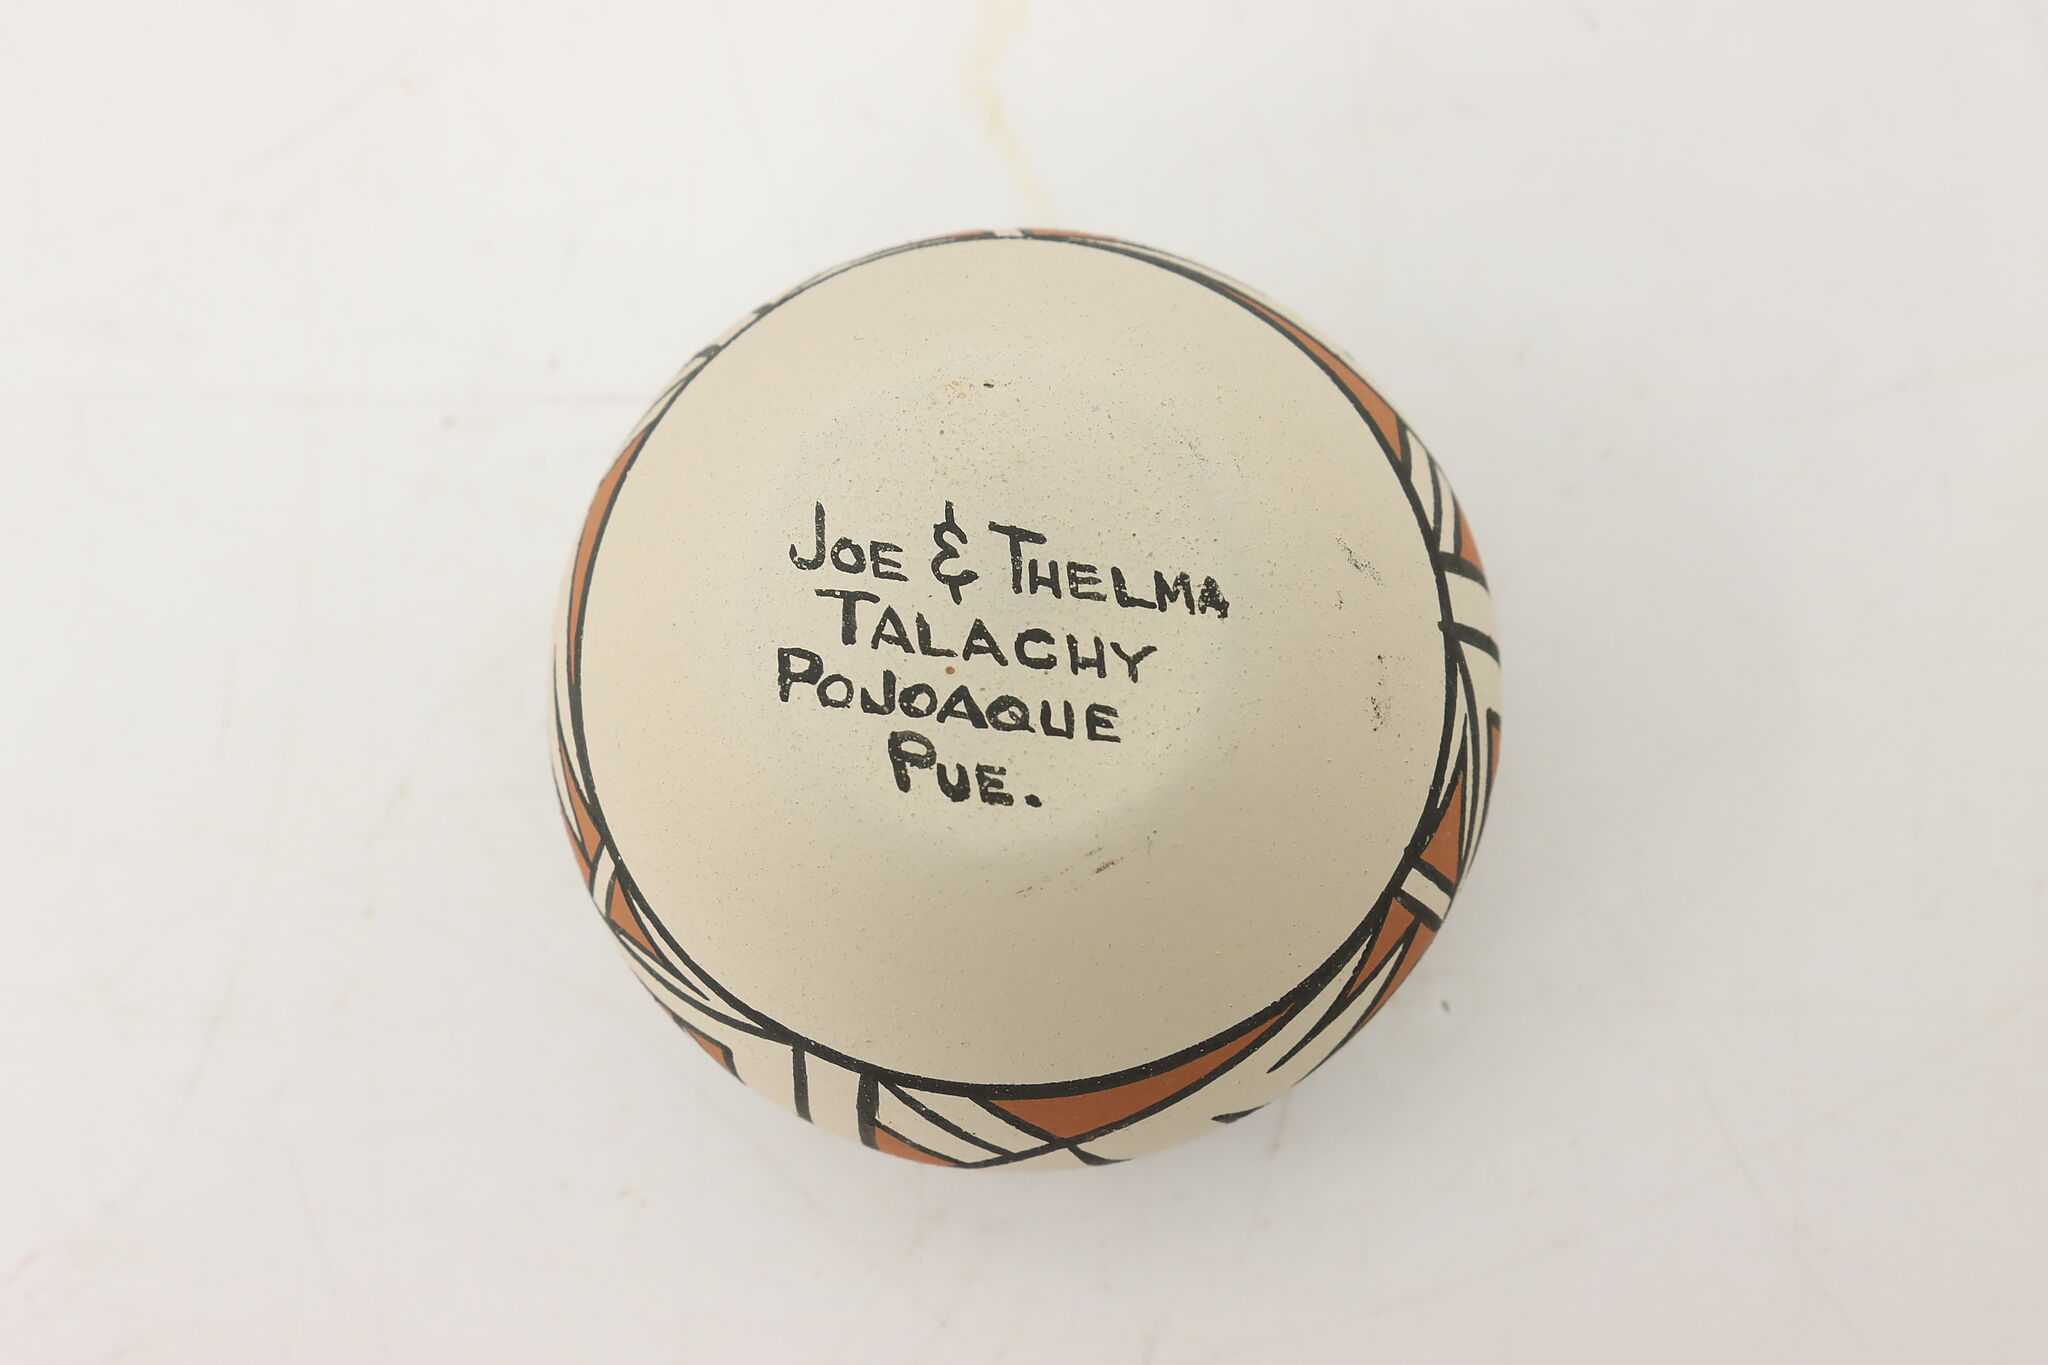 JOE & THELMA
TALACHY
POJOAQUE
PUE.